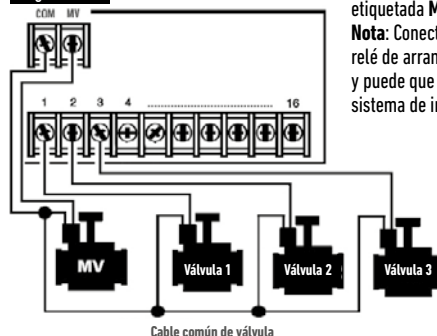 etiquetada
Nota: Conect
relé de arran
y puede que
sistema de i
COM MV
1 2 3 4 ........................ 16
MV
Válvula 1
Válvula 2
Válvula 3
Cable común de válvula